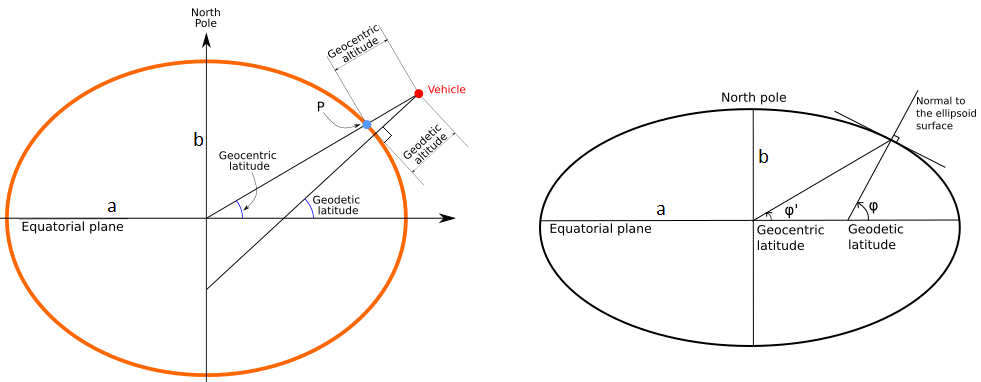 North
Pole
Geocentric
altitude
Vehicle
P
b
Geodetic
altitude
Geocentric
latitude
Geodetic
latitude
a
Equatorial plane
North pole
Normal to
the ellipsoid
surface
b
a
φ'
φ
Equatorial plane
Geocentric
latitude
Geodetic
latitude